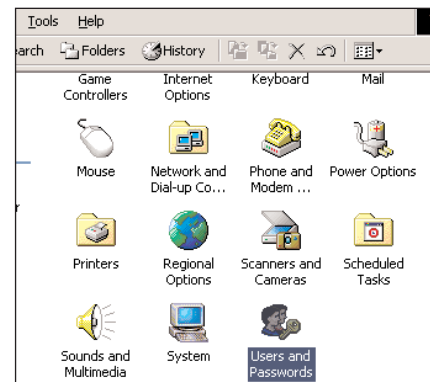 Tools Help
earch Folders History
Game Controllers
Internet Options
Keyboard
Mail
Mouse
Network and Dial-up Co...
Phone and Modem ...
Power Options
Printers
Regional Options
Scanners and Cameras
Scheduled Tasks
Sounds and Multimedia
System
Users and Passwords